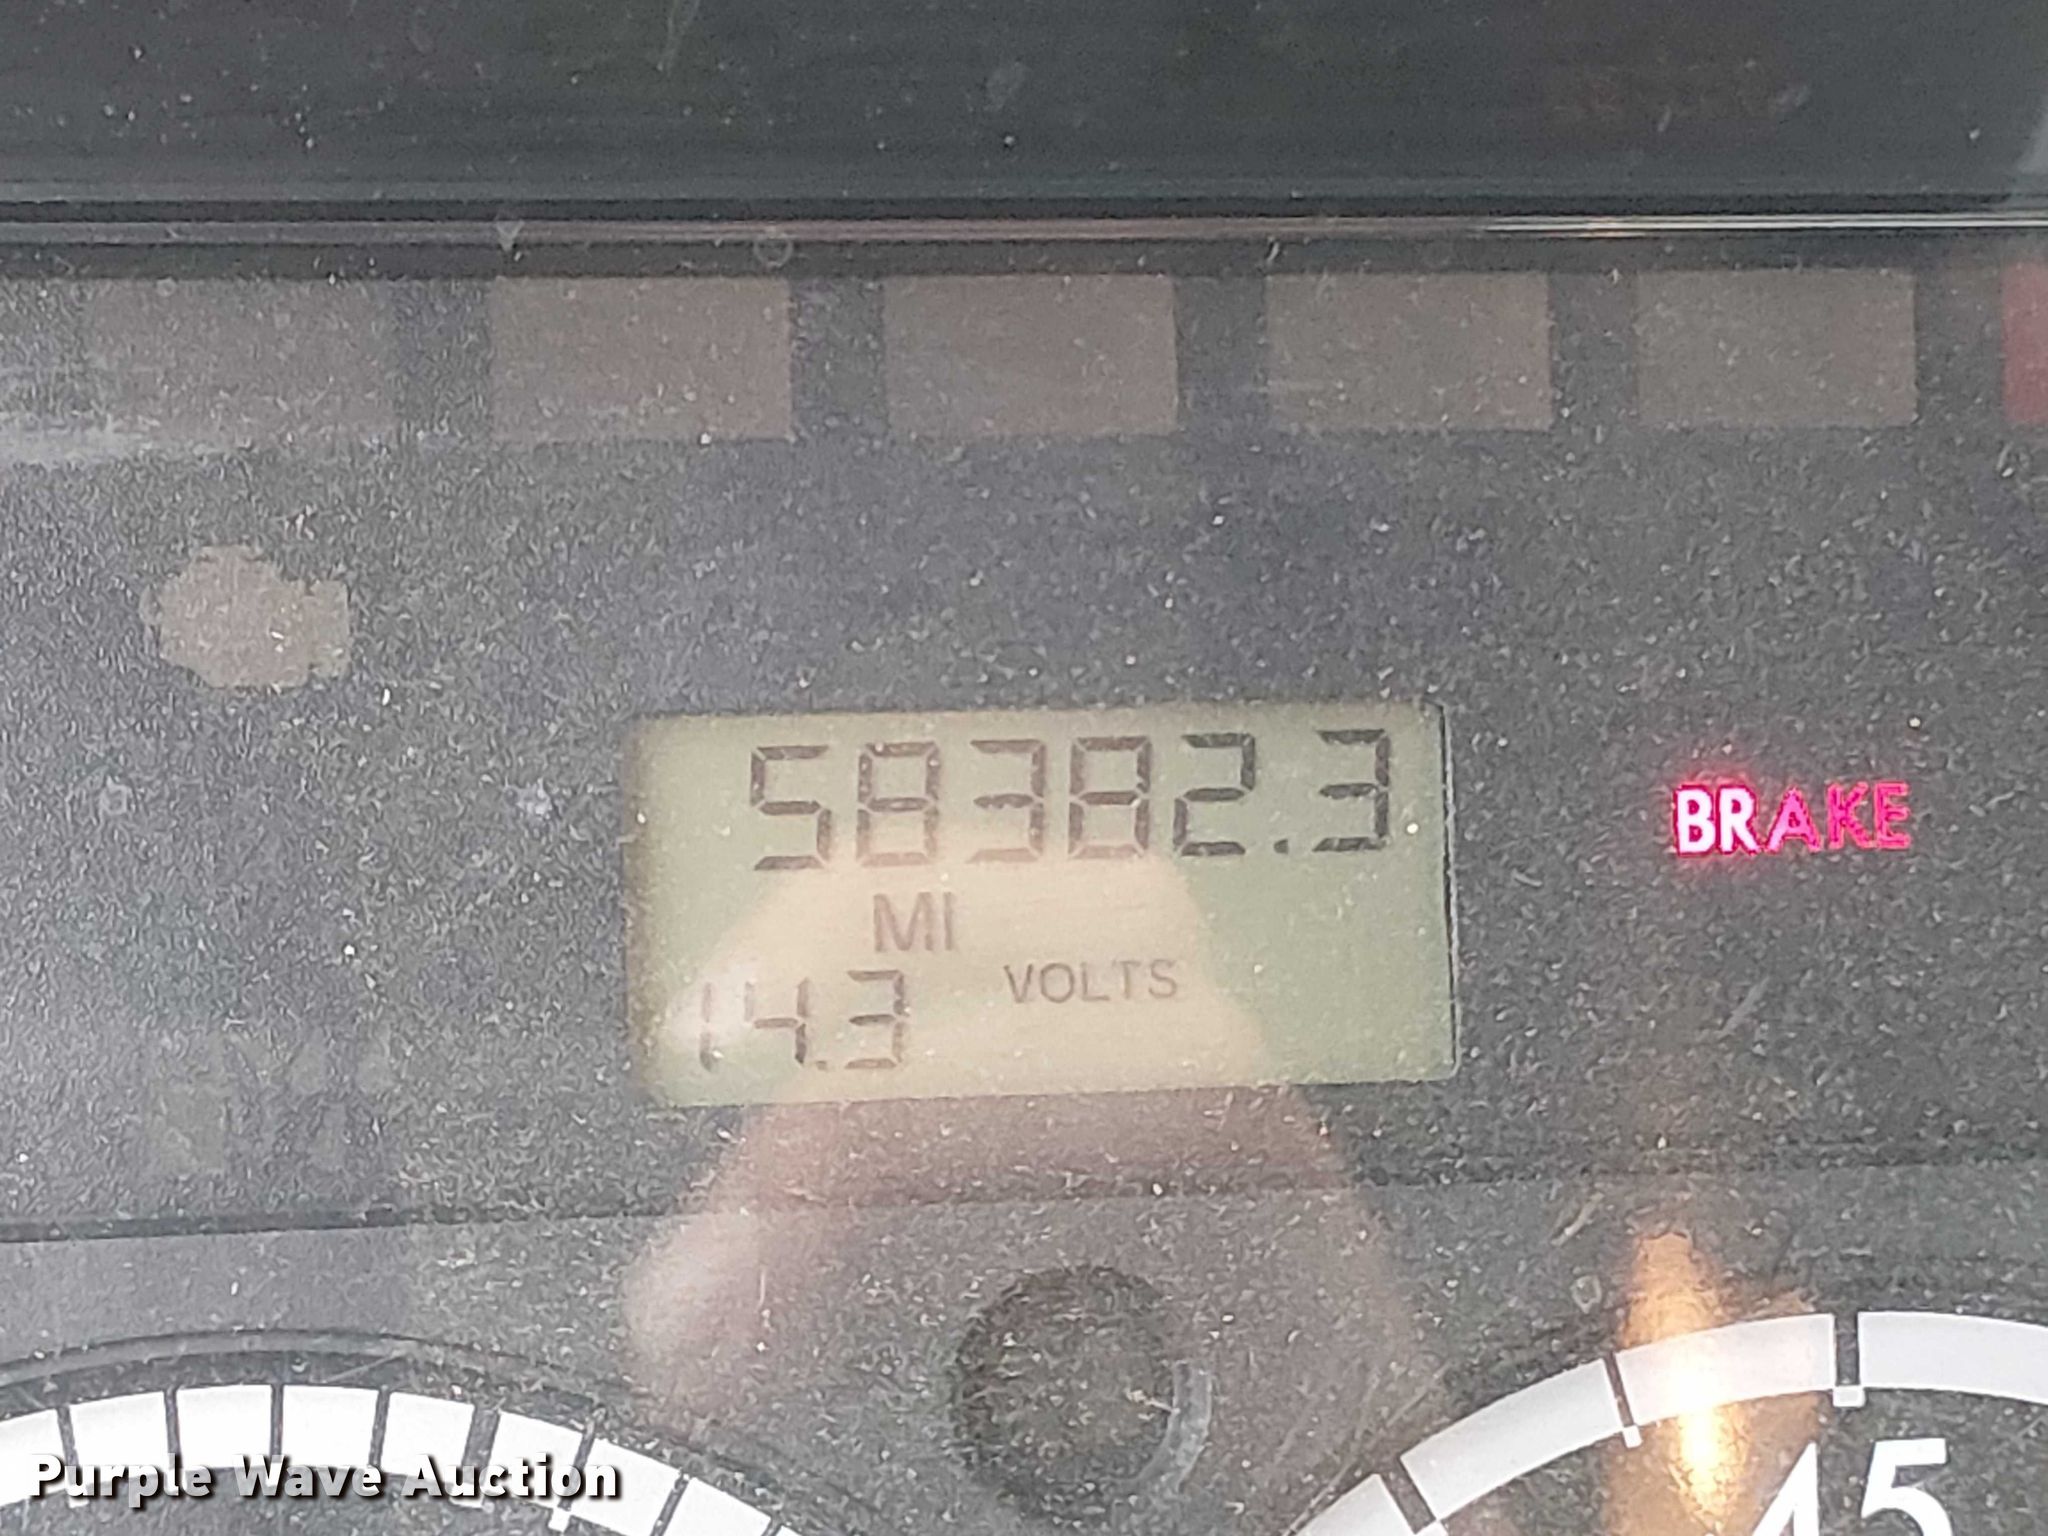 58382.3
MI
BRAKE
VOLTS
14.3
45
Purple Wave Auction